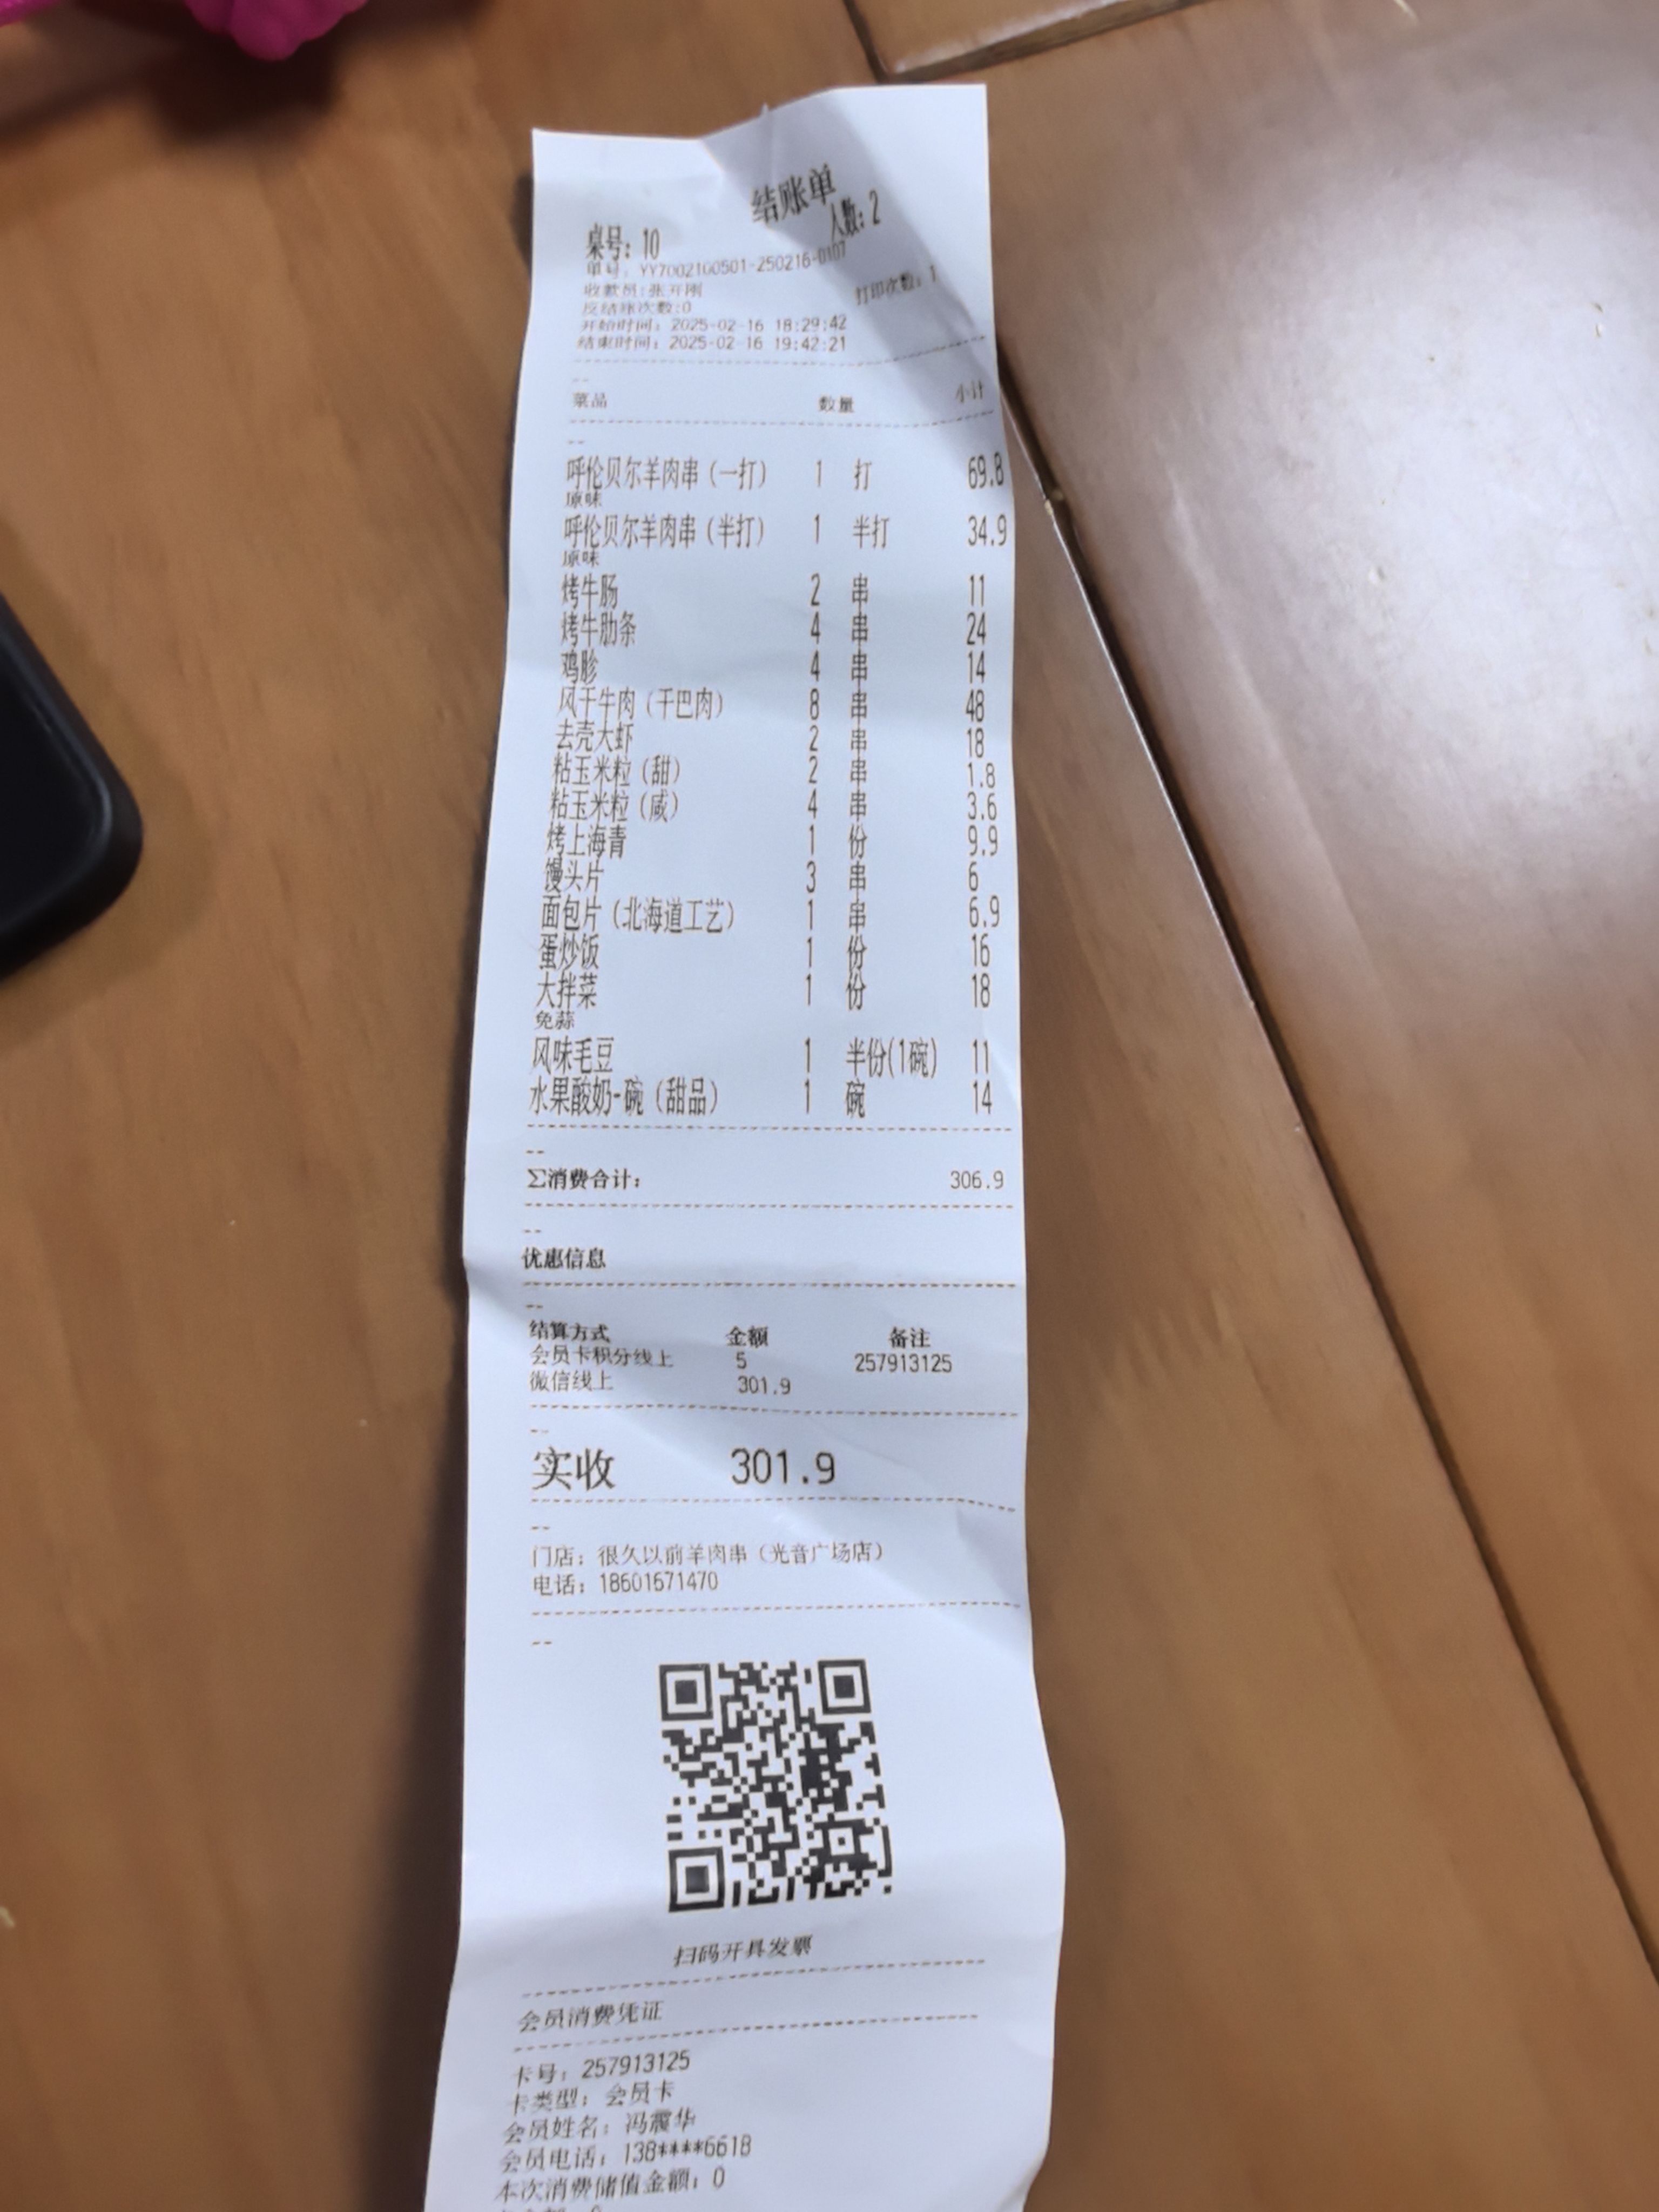 结账单
桌号: 10 人数: 2
单号: YY7002100501-250216-0107
收款员:张开刚 打印次数: 1
反结账次数:0
开始时间: 2025-02-16 18:29:42
结束时间: 2025-02-16 19:42:21
--
菜品 数量 小计
--
呼伦贝尔羊肉串（一打） 1 打 69.8
原味
呼伦贝尔羊肉串（半打） 1 半打 34.9
原味
烤牛肠 2 串 11
烤牛肋条 4 串 24
鸡胗 4 串 14
风干牛肉（干巴肉） 8 串 48
去壳大虾 2 串 18
粘玉米粒（甜） 2 串 1.8
粘玉米粒（咸） 4 串 3.6
烤上海青 1 份 9.9
馒头片 3 串 6
面包片（北海道工艺） 1 串 6.9
蛋炒饭 1 份 16
大拌菜 1 份 18
免蒜
风味毛豆 1 半份(1碗) 11
水果酸奶-碗（甜品） 1 碗 14
--
Σ消费合计: 306.9
--
优惠信息
--
结算方式 金额 备注
会员卡积分线上 5 257913125
微信线上 301.9
--
实收 301.9
--
门店: 很久以前羊肉串（光音广场店）
电话: 18601671470
--
扫码开具发票
会员消费凭证
卡号: 257913125
卡类型: 会员卡
会员姓名: 冯震华
会员电话: 138****6618
本次消费储值金额: 0